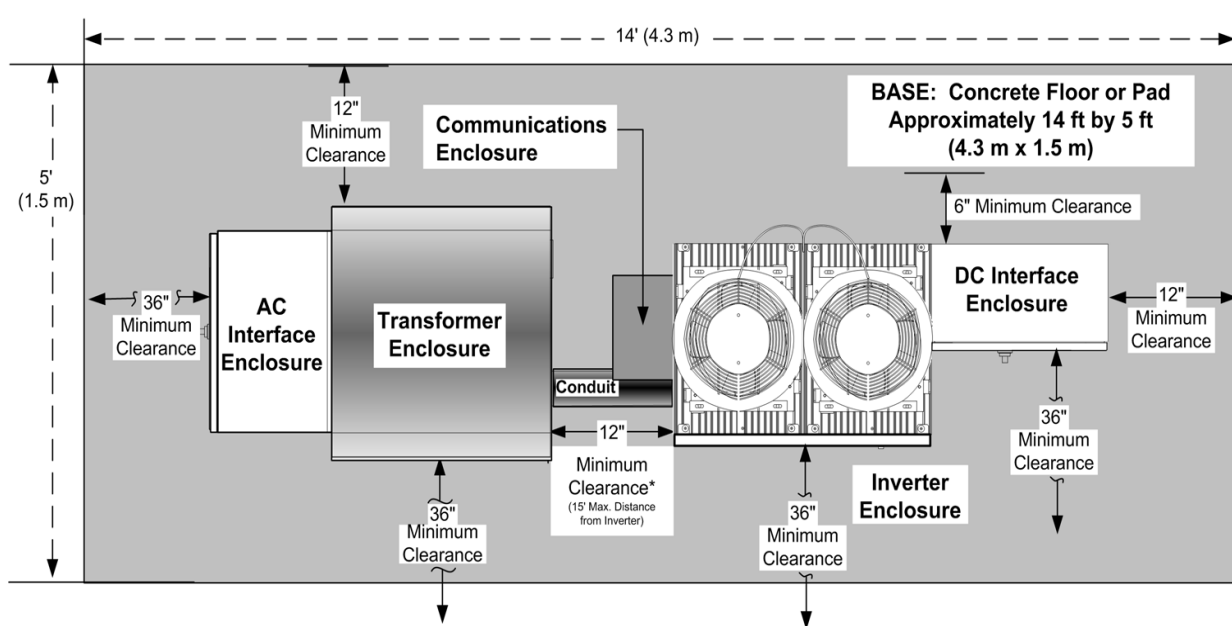 14' (4.3 m)
5'
(1.5 m)
12"
Minimum
Clearance
Communications
Enclosure
BASE:  Concrete Floor or Pad
Approximately 14 ft by 5 ft
(4.3 m x 1.5 m)
6" Minimum Clearance
36"
Minimum
Clearance
AC
Interface
Enclosure
Transformer
Enclosure
Conduit
DC Interface
Enclosure
12"
Minimum
Clearance
12"
Minimum
Clearance*
(15' Max. Distance
from Inverter)
36"
Minimum
Clearance
Inverter
Enclosure
36"
Minimum
Clearance
36"
Minimum
Clearance